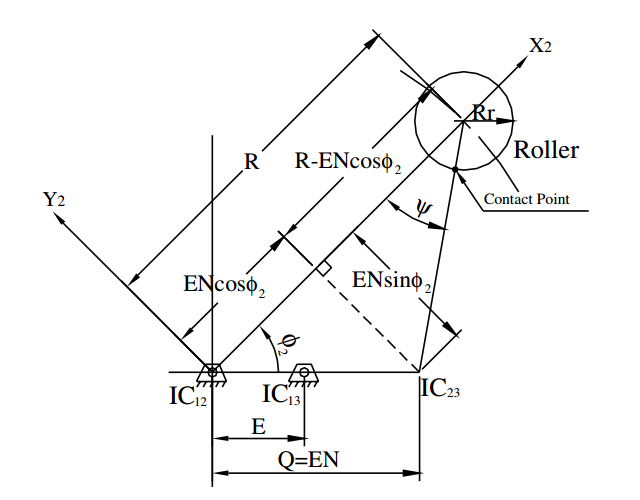 X2
Rr
R
R-ENcosϕ2
Roller
Contact Point
Y2
ψ
ENcosϕ2
ENsinϕ2
ϕ2
IC12
IC13
IC23
E
Q=EN